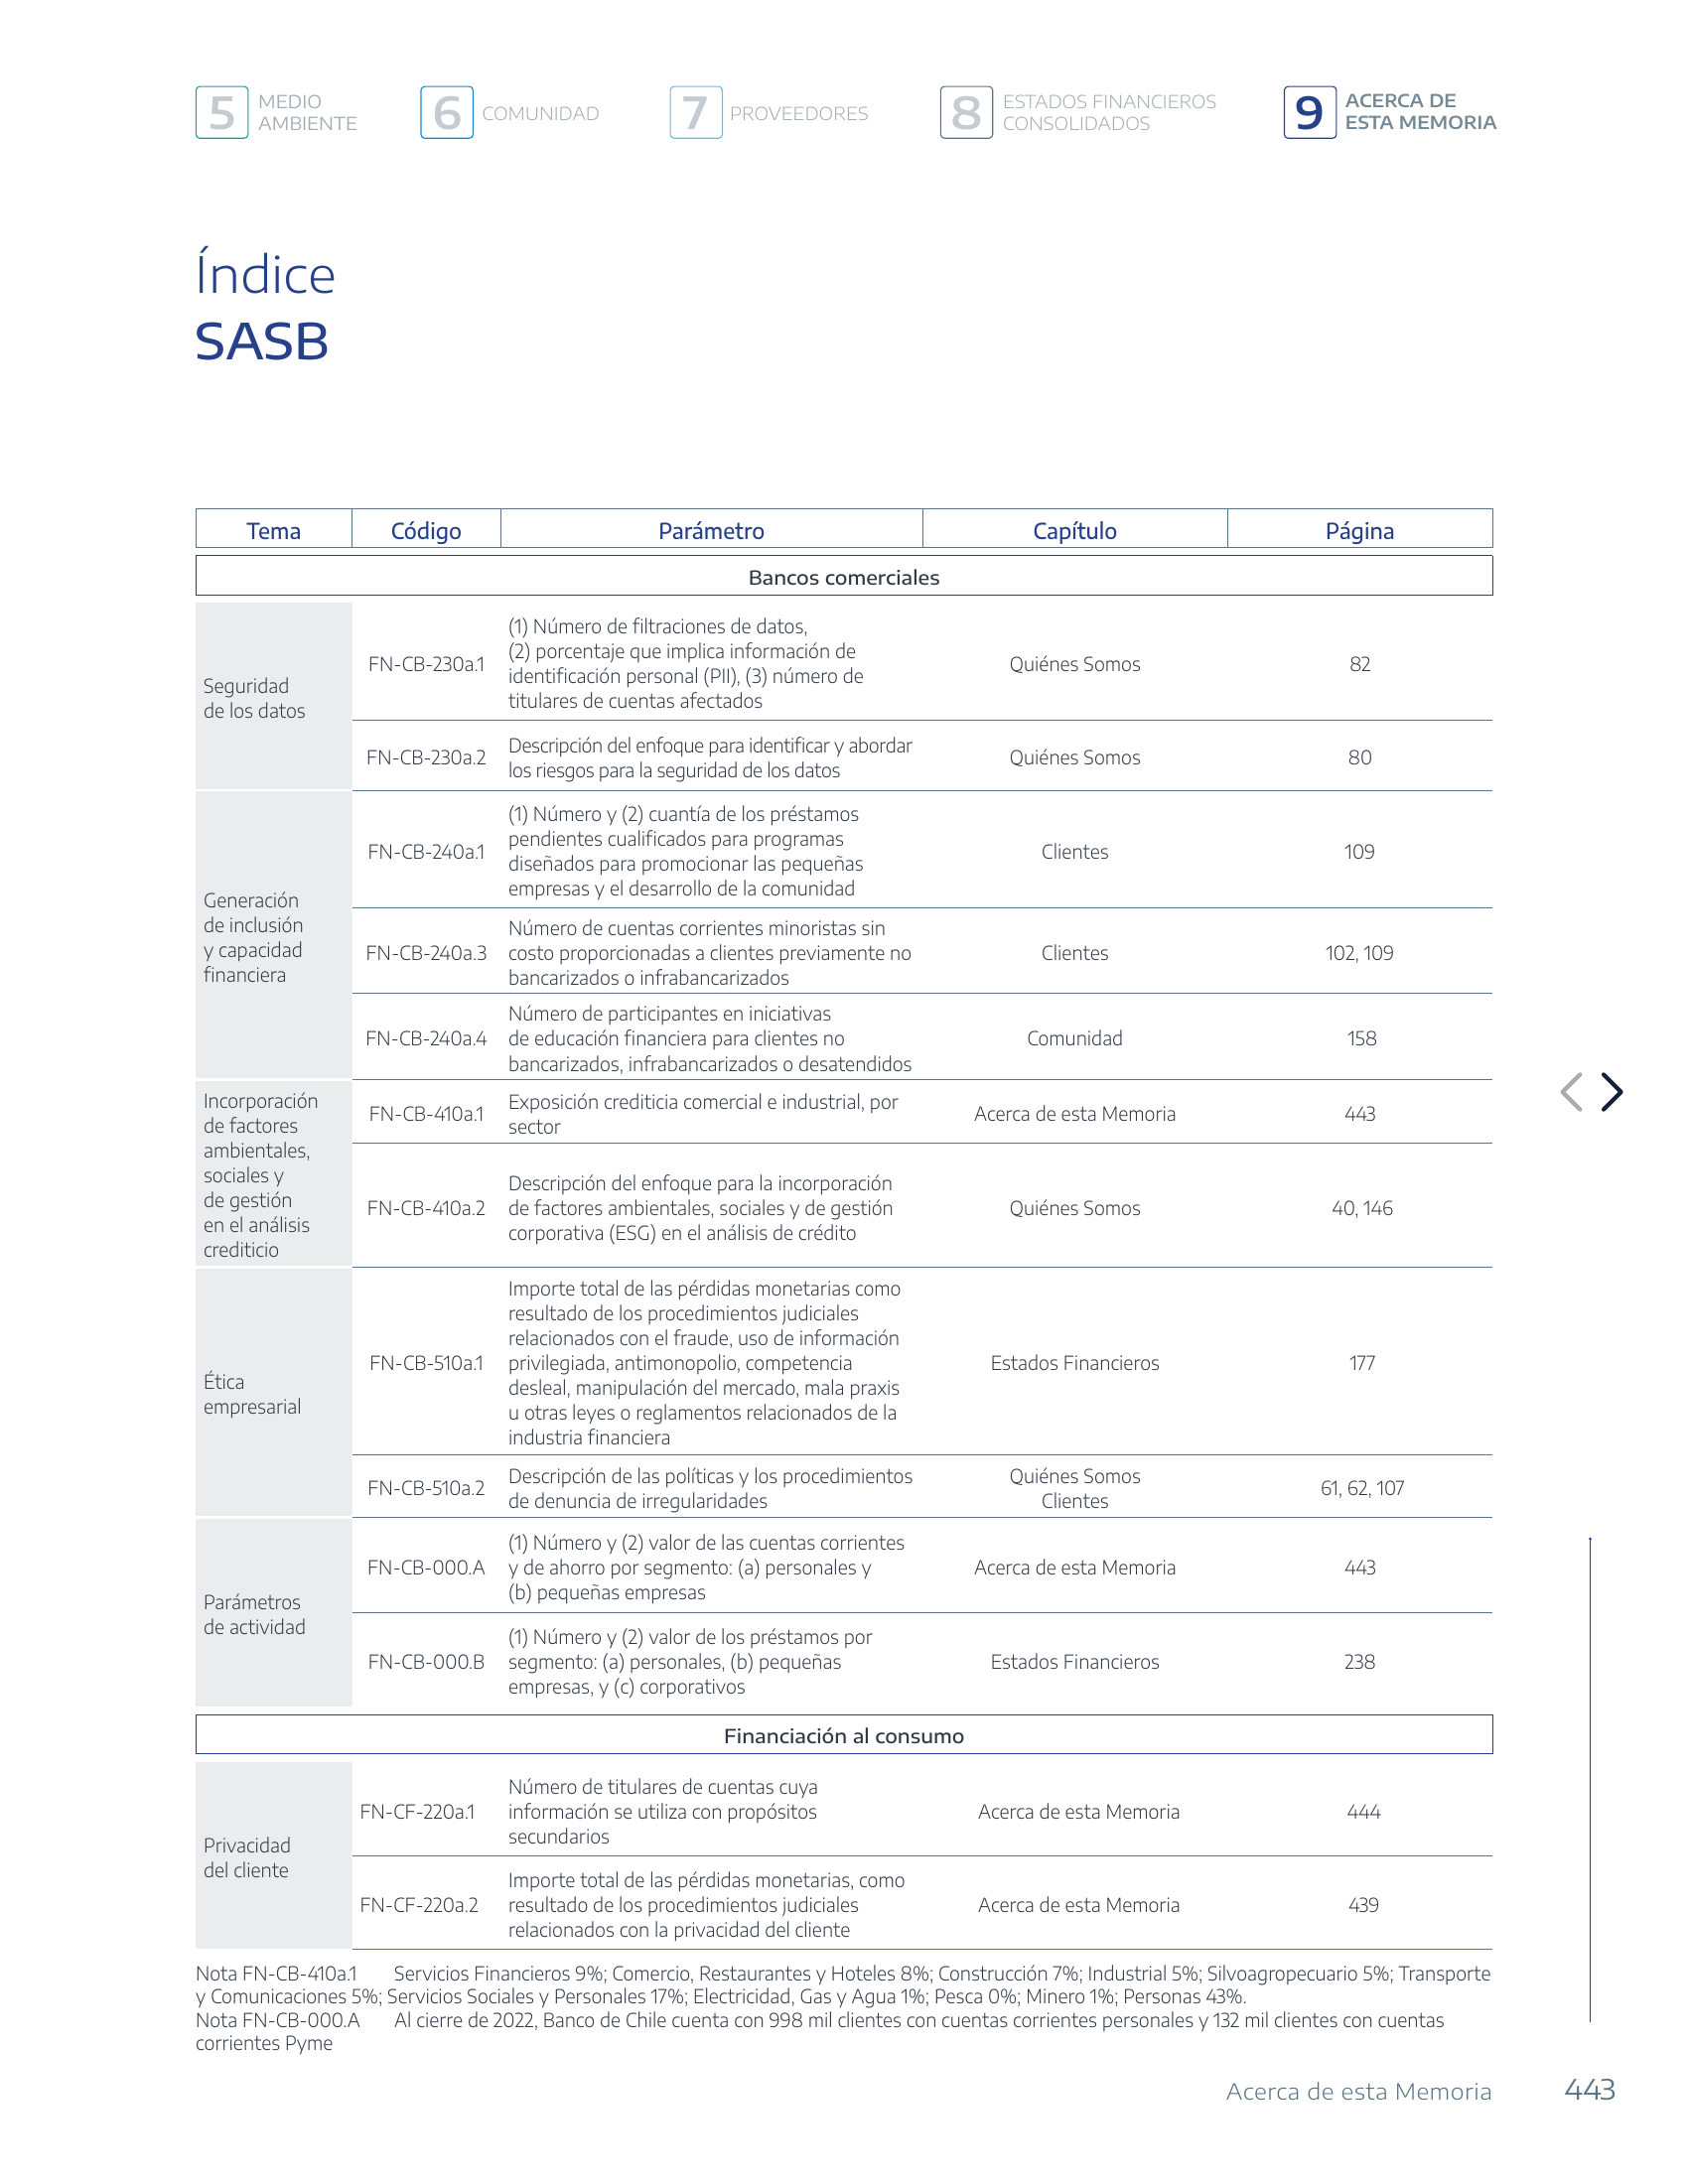 5 MEDIO
AMBIENTE
6 COMUNIDAD
7 PROVEEDORES
8 ESTADOS FINANCIEROS
CONSOLIDADOS
9 ACERCA DE
ESTA MEMORIA
Índice
SASB
Tema Código Parámetro Capítulo Página
Bancos comerciales
Seguridad
de los datos
FN-CB-230a.1
(1) Número de filtraciones de datos,
(2) porcentaje que implica información de
identificación personal (PII), (3) número de
titulares de cuentas afectados
Quiénes Somos
82
FN-CB-230a.2
Descripción del enfoque para identificar y abordar
los riesgos para la seguridad de los datos
Quiénes Somos
80
Generación
de inclusión
y capacidad
financiera
FN-CB-240a.1
(1) Número y (2) cuantía de los préstamos
pendientes cualificados para programas
diseñados para promocionar las pequeñas
empresas y el desarrollo de la comunidad
Clientes
109
FN-CB-240a.3
Número de cuentas corrientes minoristas sin
costo proporcionadas a clientes previamente no
bancarizados o infrabancarizados
Clientes
102, 109
FN-CB-240a.4
Número de participantes en iniciativas
de educación financiera para clientes no
bancarizados, infrabancarizados o desatendidos
Comunidad
158
Incorporación
de factores
ambientales,
sociales y
de gestión
en el análisis
crediticio
FN-CB-410a.1
Exposición crediticia comercial e industrial, por
sector
Acerca de esta Memoria
443
FN-CB-410a.2
Descripción del enfoque para la incorporación
de factores ambientales, sociales y de gestión
corporativa (ESG) en el análisis de crédito
Quiénes Somos
40, 146
Ética
empresarial
FN-CB-510a.1
Importe total de las pérdidas monetarias como
resultado de los procedimientos judiciales
relacionados con el fraude, uso de información
privilegiada, antimonopolio, competencia
desleal, manipulación del mercado, mala praxis
u otras leyes o reglamentos relacionados de la
industria financiera
Estados Financieros
177
FN-CB-510a.2
Descripción de las políticas y los procedimientos
de denuncia de irregularidades
Quiénes Somos
Clientes
61, 62, 107
Parámetros
de actividad
FN-CB-000.A
(1) Número y (2) valor de las cuentas corrientes
y de ahorro por segmento: (a) personales y
(b) pequeñas empresas
Acerca de esta Memoria
443
FN-CB-000.B
(1) Número y (2) valor de los préstamos por
segmento: (a) personales, (b) pequeñas
empresas, y (c) corporativos
Estados Financieros
238
Financiación al consumo
Privacidad
del cliente
FN-CF-220a.1
Número de titulares de cuentas cuya
información se utiliza con propósitos
secundarios
Acerca de esta Memoria
444
FN-CF-220a.2
Importe total de las pérdidas monetarias, como
resultado de los procedimientos judiciales
relacionados con la privacidad del cliente
Acerca de esta Memoria
439
Nota FN-CB-410a.1 Servicios Financieros 9%; Comercio, Restaurantes y Hoteles 8%; Construcción 7%; Industrial 5%; Silvoagropecuario 5%; Transporte
y Comunicaciones 5%; Servicios Sociales y Personales 17%; Electricidad, Gas y Agua 1%; Pesca 0%; Minero 1%; Personas 43%.
Nota FN-CB-000.A Al cierre de 2022, Banco de Chile cuenta con 998 mil clientes con cuentas corrientes personales y 132 mil clientes con cuentas
corrientes Pyme
Acerca de esta Memoria 443